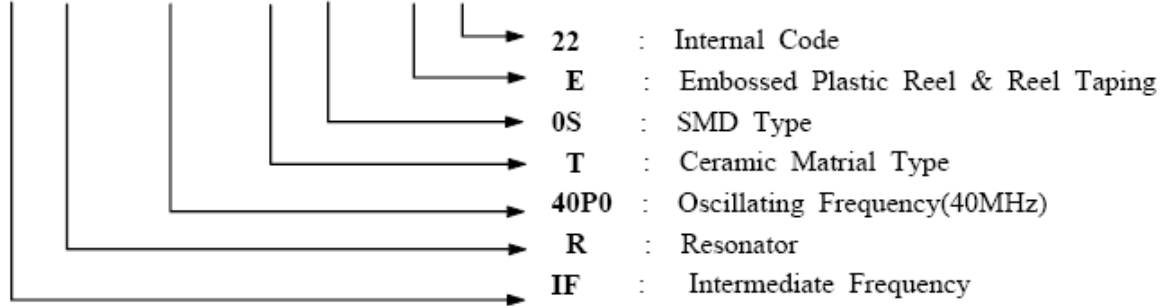 22 : Internal Code
E : Embossed Plastic Reel & Reel Taping
0S : SMD Type
T : Ceramic Matrial Type
40P0 : Oscillating Frequency(40MHz)
R : Resonator
IF : Intermediate Frequency